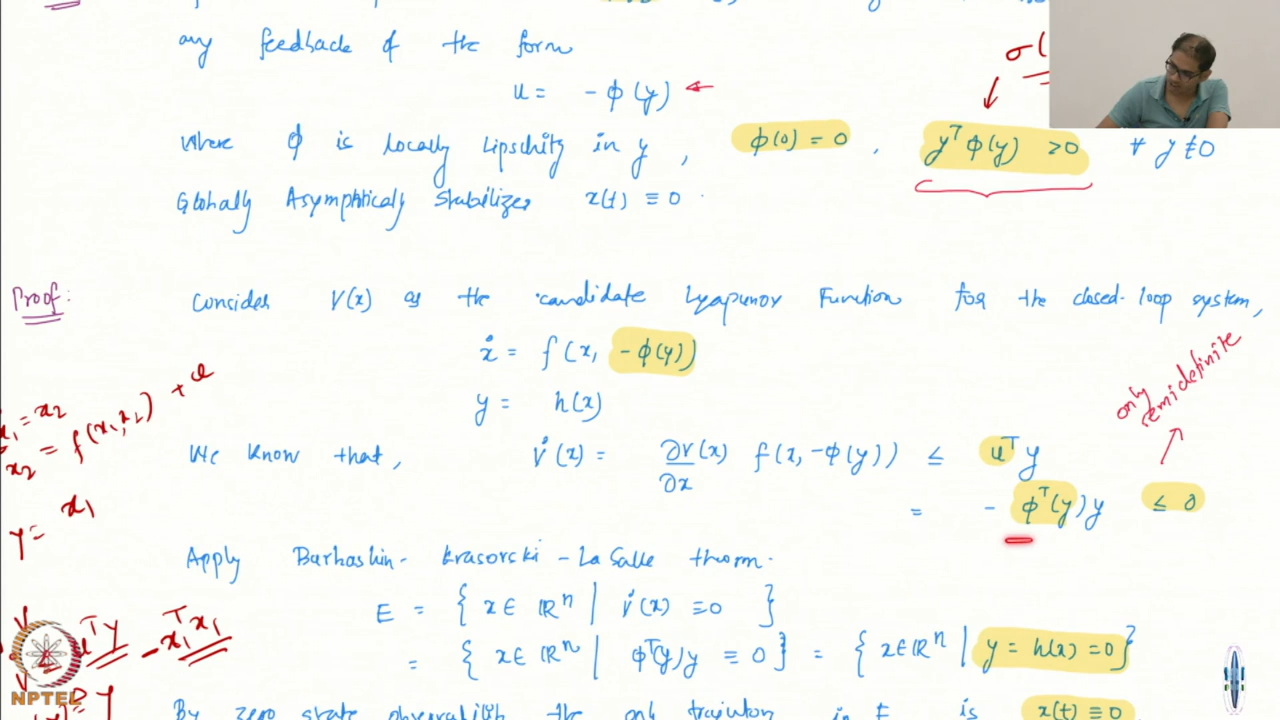 any feedback of the form
u = - φ(y) ←
σ(
where φ is locally Lipschitz in y , φ(0) = 0 , yᵀφ(y) >0 ∀ y ≢ 0
Globally Asymptotically stabilizes x(t) ≡ 0 .
Proof: Consider V(x) as the candidate Lyapunov Function for the closed-loop system,
ẋ = f(x, -φ(y))
y = h(x)
only semidefinite
ẋ₁ = x₂
ẋ₂ = f(x₁,x₂) + u
y = x₁
We know that, V̇(x) = ∂V(x)/∂x f(x, -φ(y)) ≤ uᵀy
= - φᵀ(y) y ≤ 0
Apply Barhashin- Krasorski - La Salle theorm.
E = { x ∈ ℝⁿ | V̇(x) ≡ 0 }
= { x ∈ ℝⁿ | φᵀ(y) y ≡ 0 } = { x ∈ ℝⁿ | y = h(x) = 0 }
uᵀy - x₁ᵀx₁
NPTEL
By zero state observability the only trajectory in E is x(t) ≡ 0